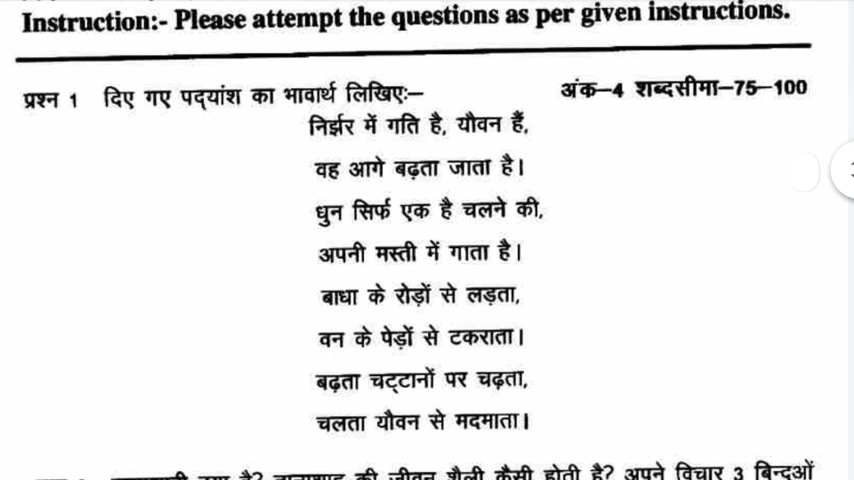 Instruction:- Please attempt the questions as per given instructions.
प्रश्न 1 दिए गए पद्यांश का भावार्थ लिखिए:– अंक–4 शब्दसीमा–75–100
निर्झर में गति है, यौवन हैं,
वह आगे बढ़ता जाता है।
धुन सिर्फ एक है चलने की,
अपनी मस्ती में गाता है।
बाधा के रोड़ों से लड़ता,
वन के पेड़ों से टकराता।
बढ़ता चट्टानों पर चढ़ता,
चलता यौवन से मदमाता।
की जीवन शैली कैसी होती है? अपने विचार 3 बिन्दुओं